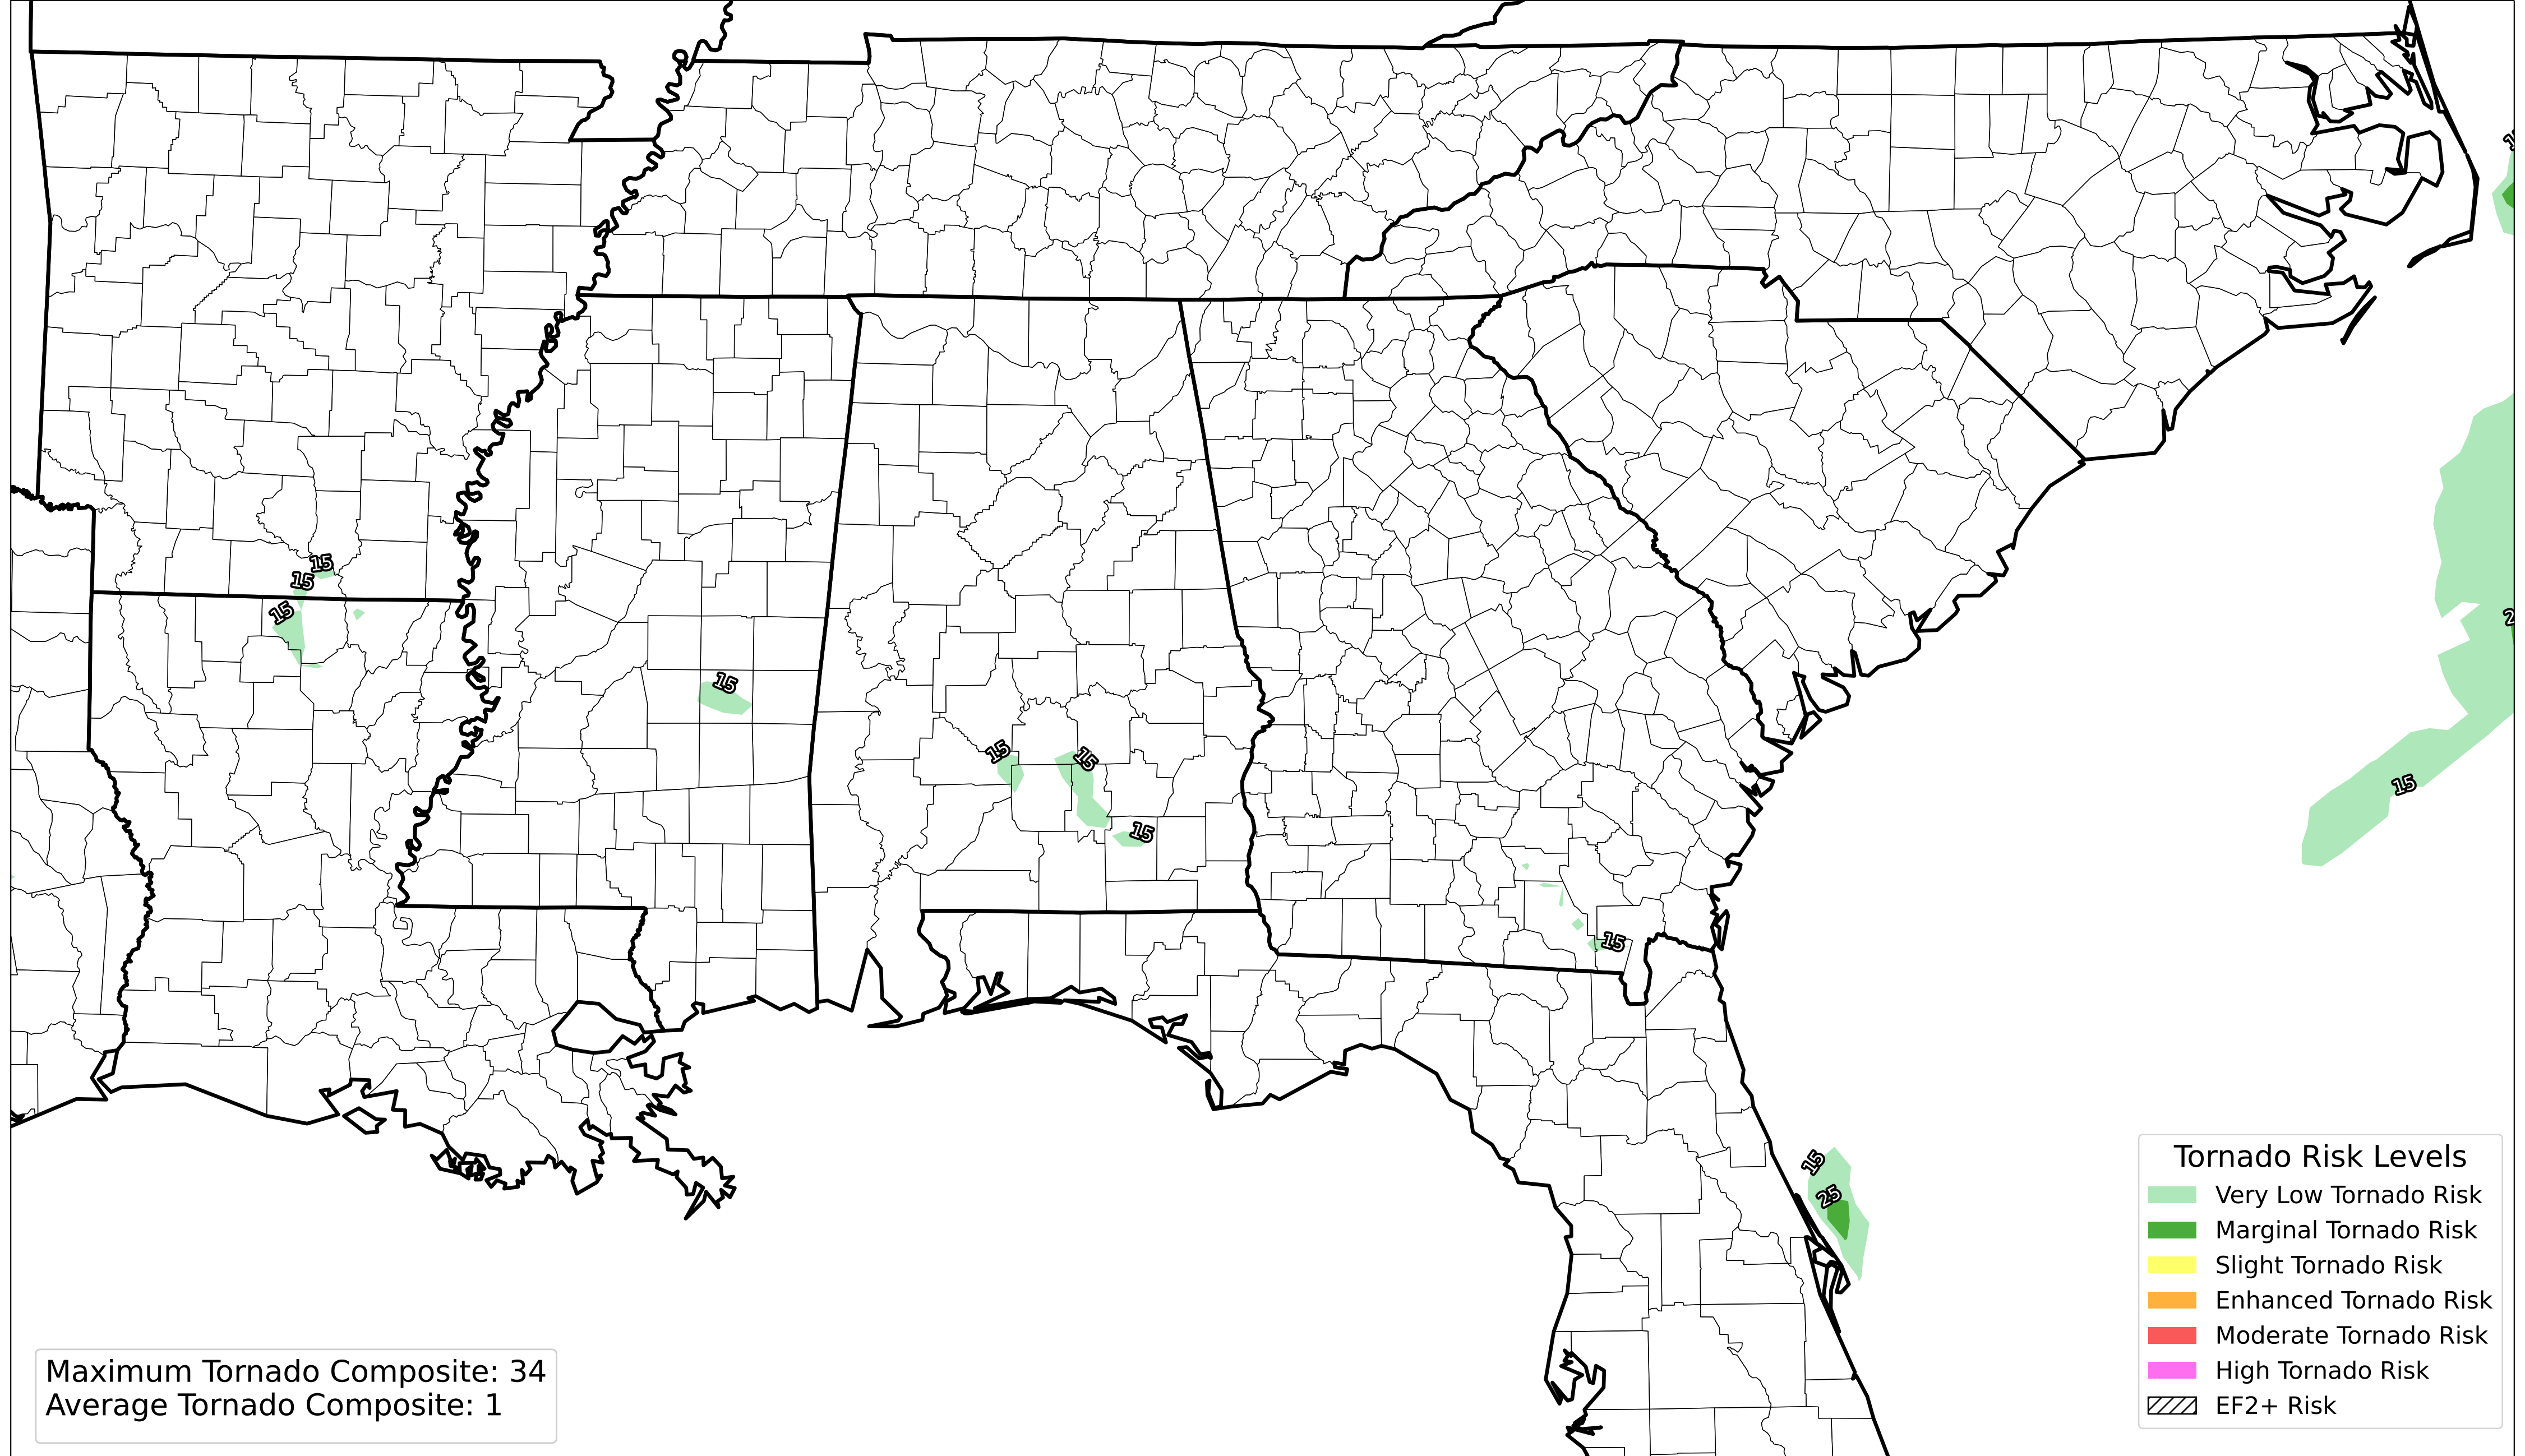 15
15
15
15
15
15
15
15
15
15
25
Tornado Risk Levels
Very Low Tornado Risk
Marginal Tornado Risk
Slight Tornado Risk
Enhanced Tornado Risk
Moderate Tornado Risk
High Tornado Risk
EF2+ Risk
Maximum Tornado Composite: 34
Average Tornado Composite: 1